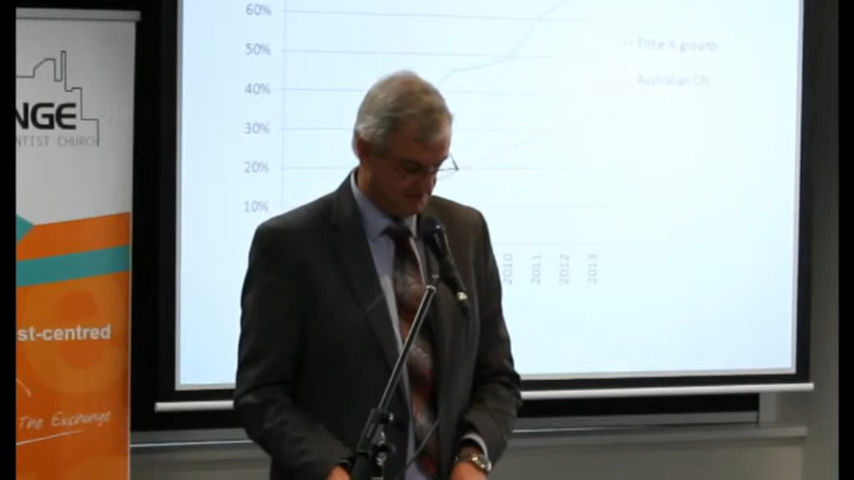 60%
50%
40%
30%
20%
10%
2010
2011
2012
2013
Tithe % growth
Australian CPI
NGE
NTIST CHURCH
st-centred
The Exchange